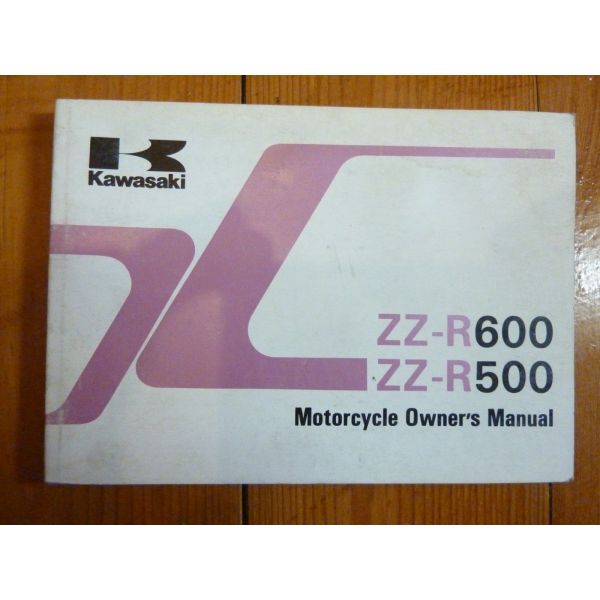 Kawasaki
ZZ-R600
ZZ-R500
Motorcycle Owner's Manual